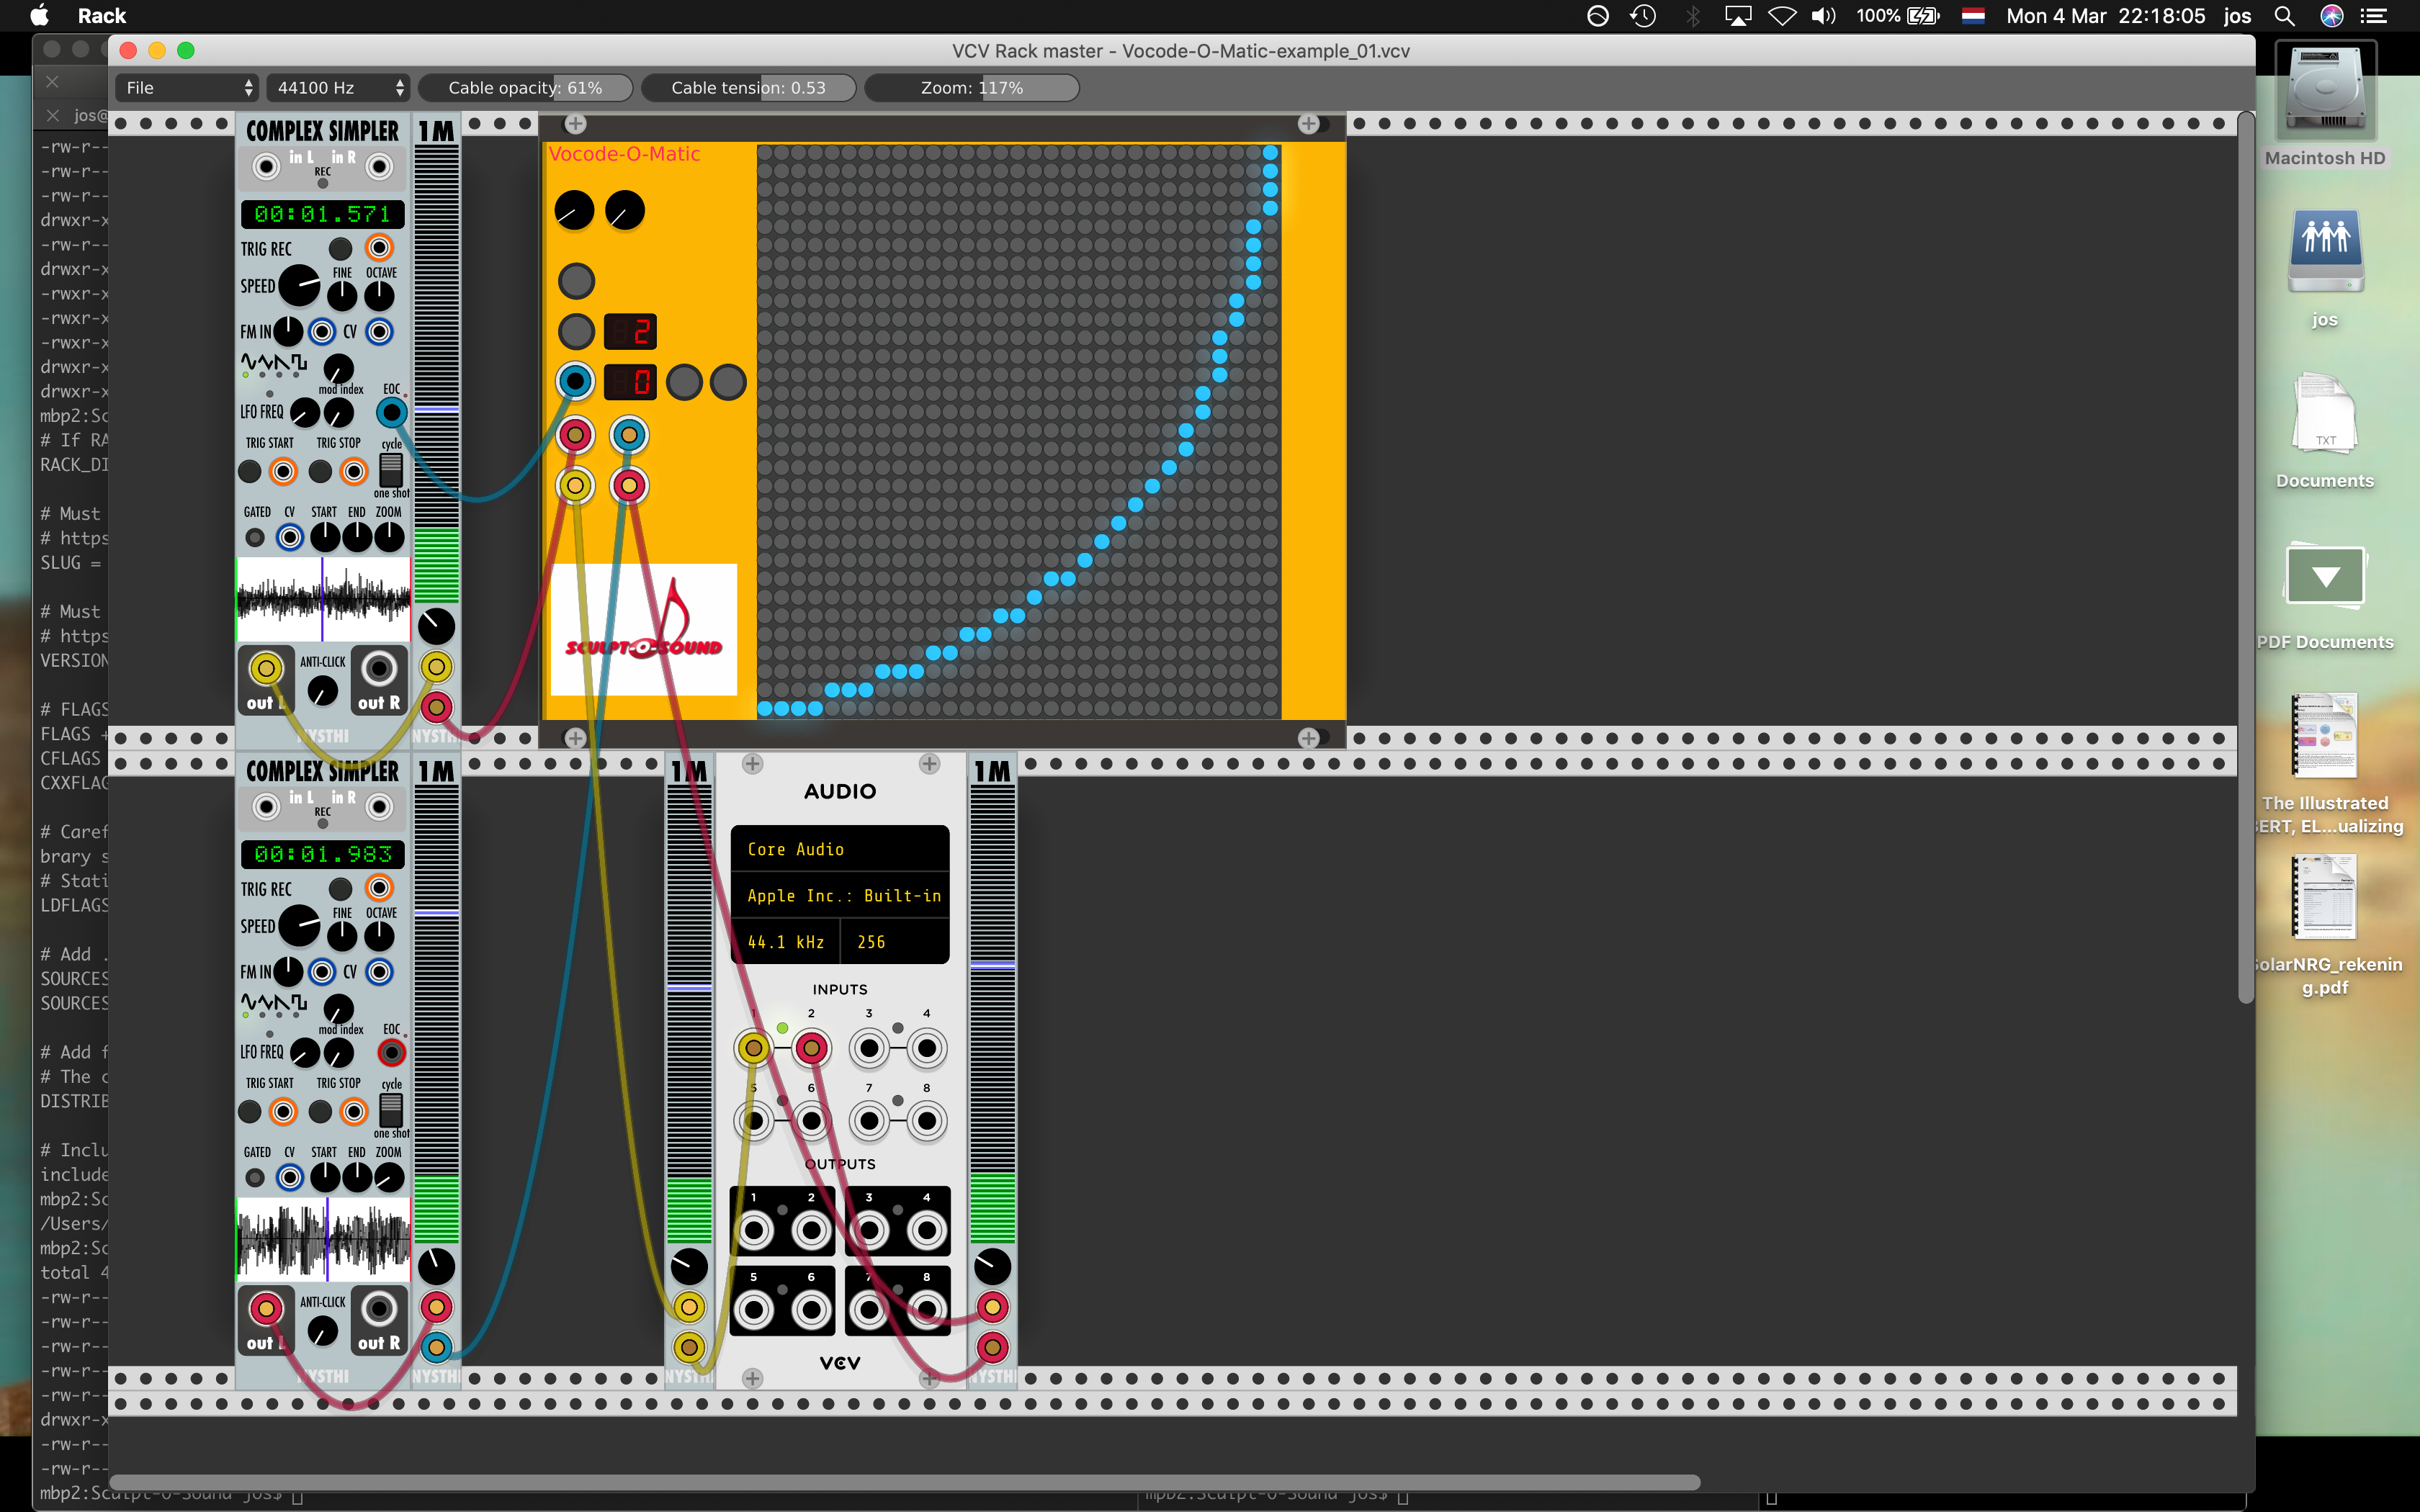 Rack
100%
Mon 4 Mar 22:18:05 jos
VCV Rack master - Vocode-O-Matic-example_01.vcv
File
44100 Hz
Cable opacity: 61%
Cable tension: 0.53
Zoom: 117%
jos@
-rw-r--
-rw-r--
-rw-r--
drwxr-x
-rw-r--
drwxr-x
-rwxr-x
-rwxr-x
-rwxr-x
drwxr-x
drwxr-x
mbp2:Sc
# If RA
RACK_DI
# Must
# https
SLUG =
# Must
# https
VERSION
# FLAGS
FLAGS +
CFLAGS
CXXFLAG
# Caref
brary s
# Stati
LDFLAGS
# Add .
SOURCES
SOURCES
# Add f
# The c
DISTRIB
# Inclu
include
mbp2:Sc
/Users/
mbp2:Sc
total 4
-rw-r--
-rw-r--
-rw-r--
-rw-r--
-rw-r--
drwxr-x
-rw-r--
-rw-r--
mbp2:Sculpt-O-Sound jos$
mbp2:Sculpt-O-Sound jos$
COMPLEX SIMPLER
1M
in L in R
REC
00:01.571
TRIG REC
SPEED
FINE
OCTAVE
FM IN
CV
mod index
EOC
LFO FREQ
TRIG START
TRIG STOP
cycle
one shot
GATED
CV
START
END
ZOOM
ANTI-CLICK
out L
out R
NYSTHI
NYSTHI
Vocode-O-Matic
2
0
SCULPT-O-SOUND
COMPLEX SIMPLER
1M
in L in R
REC
00:01.983
TRIG REC
SPEED
FINE
OCTAVE
FM IN
CV
mod index
EOC
LFO FREQ
TRIG START
TRIG STOP
cycle
one shot
GATED
CV
START
END
ZOOM
ANTI-CLICK
out L
out R
NYSTHI
NYSTHI
1M
NYSTHI
AUDIO
Core Audio
Apple Inc.: Built-in
44.1 kHz
256
INPUTS
1 2 3 4
5 6 7 8
OUTPUTS
1 2 3 4
5 6 7 8
VCV
1M
NYSTHI
Macintosh HD
jos
TXT
Documents
PDF Documents
The Illustrated
BERT, EL...ualizing
SolarNRG_rekenin
g.pdf